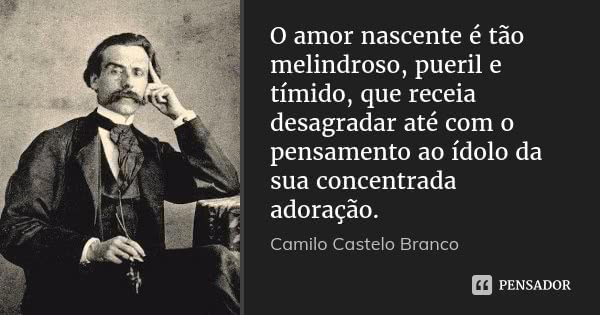 O amor nascente é tão
melindroso, pueril e
tímido, que receia
desagradar até com o
pensamento ao ídolo da
sua concentrada
adoração.
Camilo Castelo Branco
PENSADOR